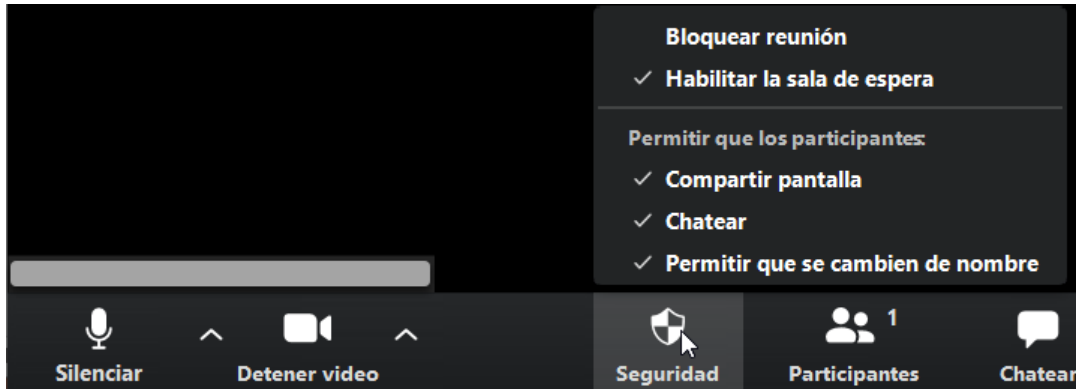 Bloquear reunión
✓ Habilitar la sala de espera
Permitir que los participantes:
✓ Compartir pantalla
✓ Chatear
✓ Permitir que se cambien de nombre
1
Silenciar
Detener video
Seguridad
Participantes
Chatear